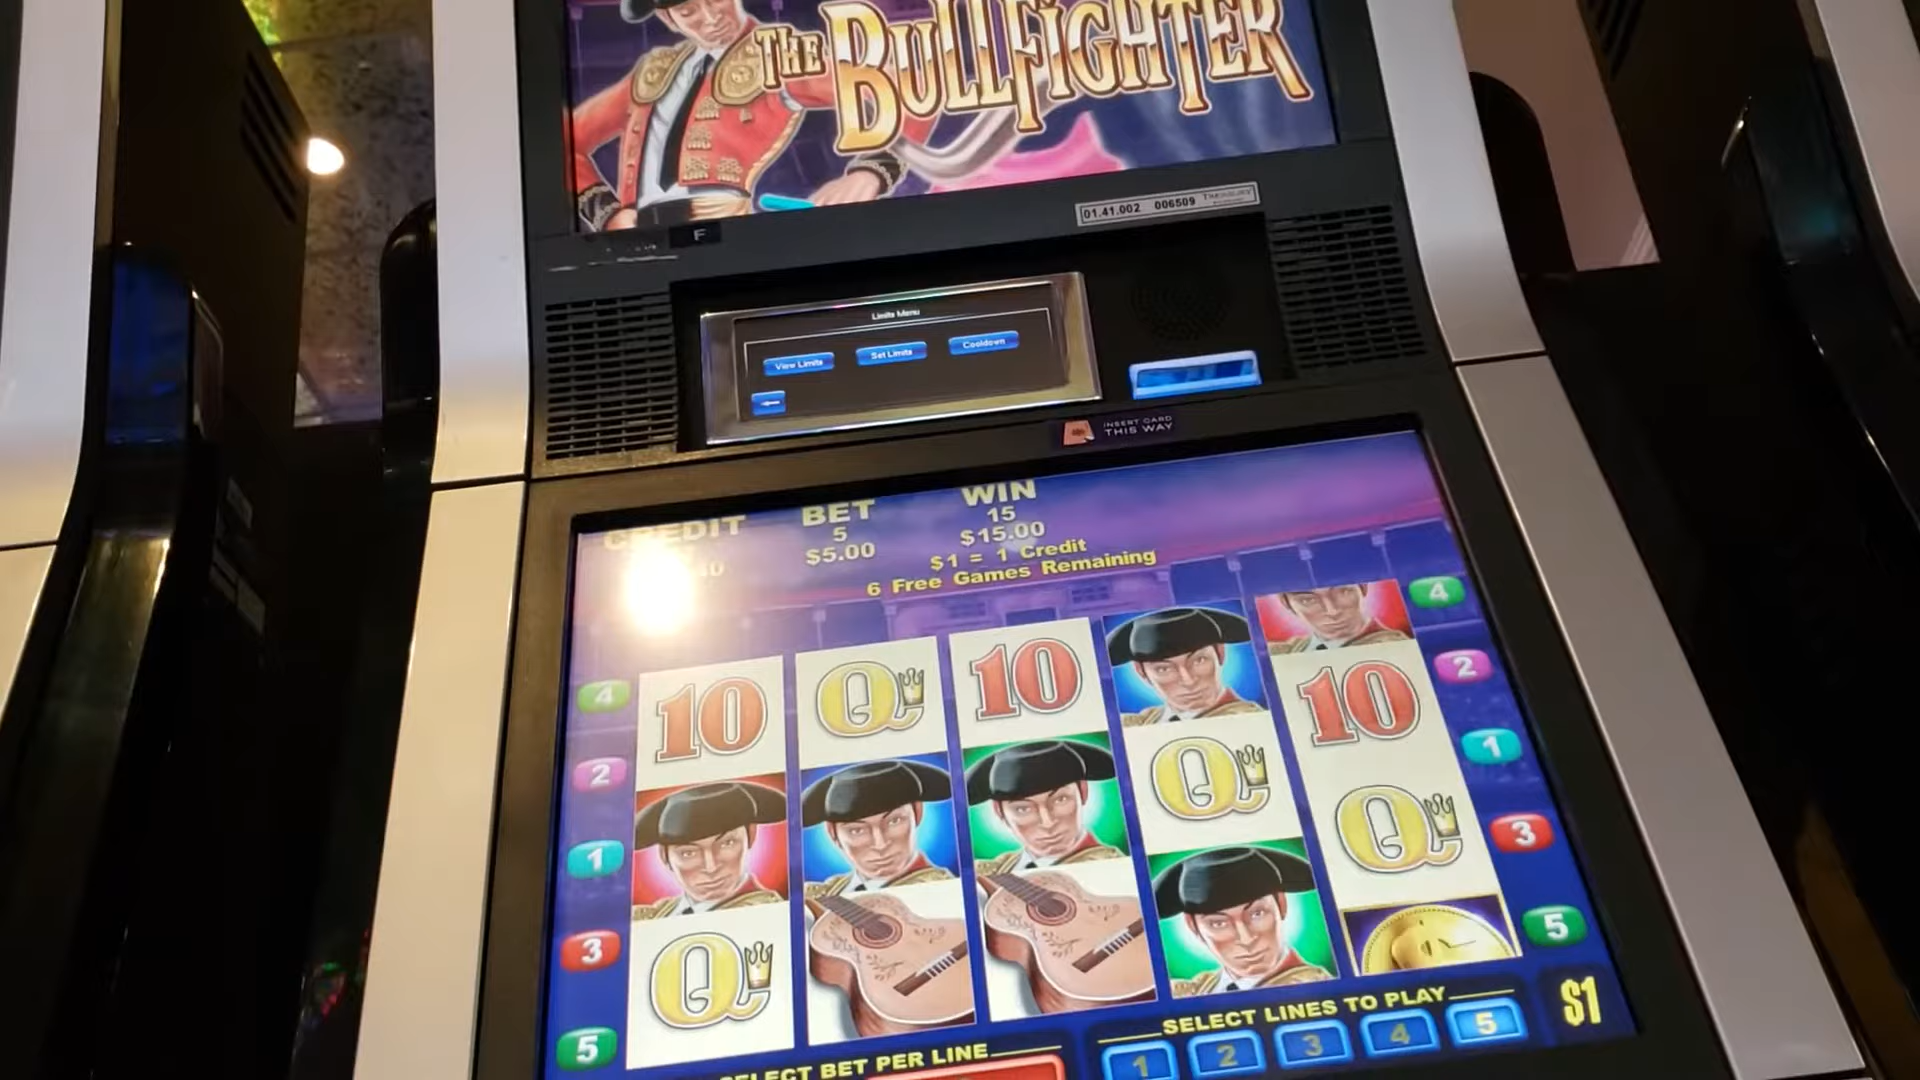 THE BULLFIGHTER
01.41.002 006509 TREASURY
F
Limits Menu
View Limits Set Limits Cooldown
INSERT CARD
THIS WAY
CREDIT BET WIN
5 15
$5.00 $15.00
$1 = 1 Credit
6 Free Games Remaining
4 10 Q 10 4
2 10 2
1 Q 1
3 Q Q 3
5 5
SELECT BET PER LINE
SELECT LINES TO PLAY
1 2 3 4 5
$1